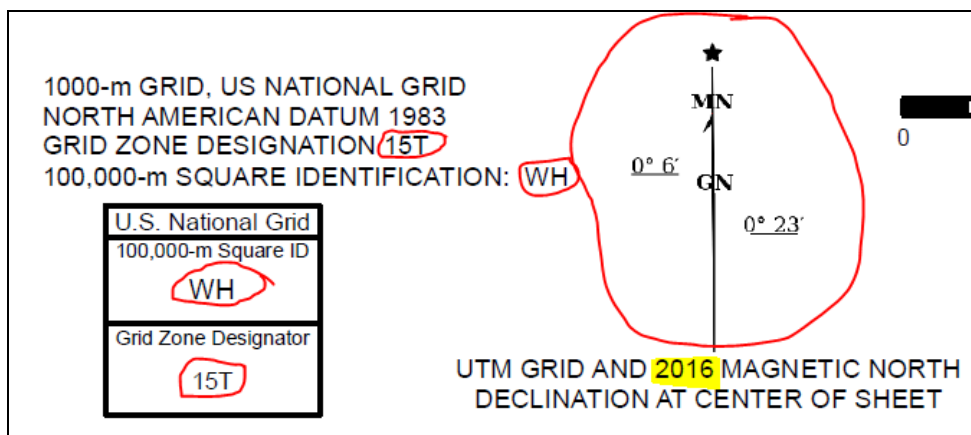 1000-m GRID, US NATIONAL GRID
NORTH AMERICAN DATUM 1983
GRID ZONE DESIGNATION 15T
100,000-m SQUARE IDENTIFICATION: WH
U.S. National Grid
100,000-m Square ID
WH
Grid Zone Designator
15T
MN
0° 6′
GN
0° 23′
UTM GRID AND 2016 MAGNETIC NORTH
DECLINATION AT CENTER OF SHEET
0